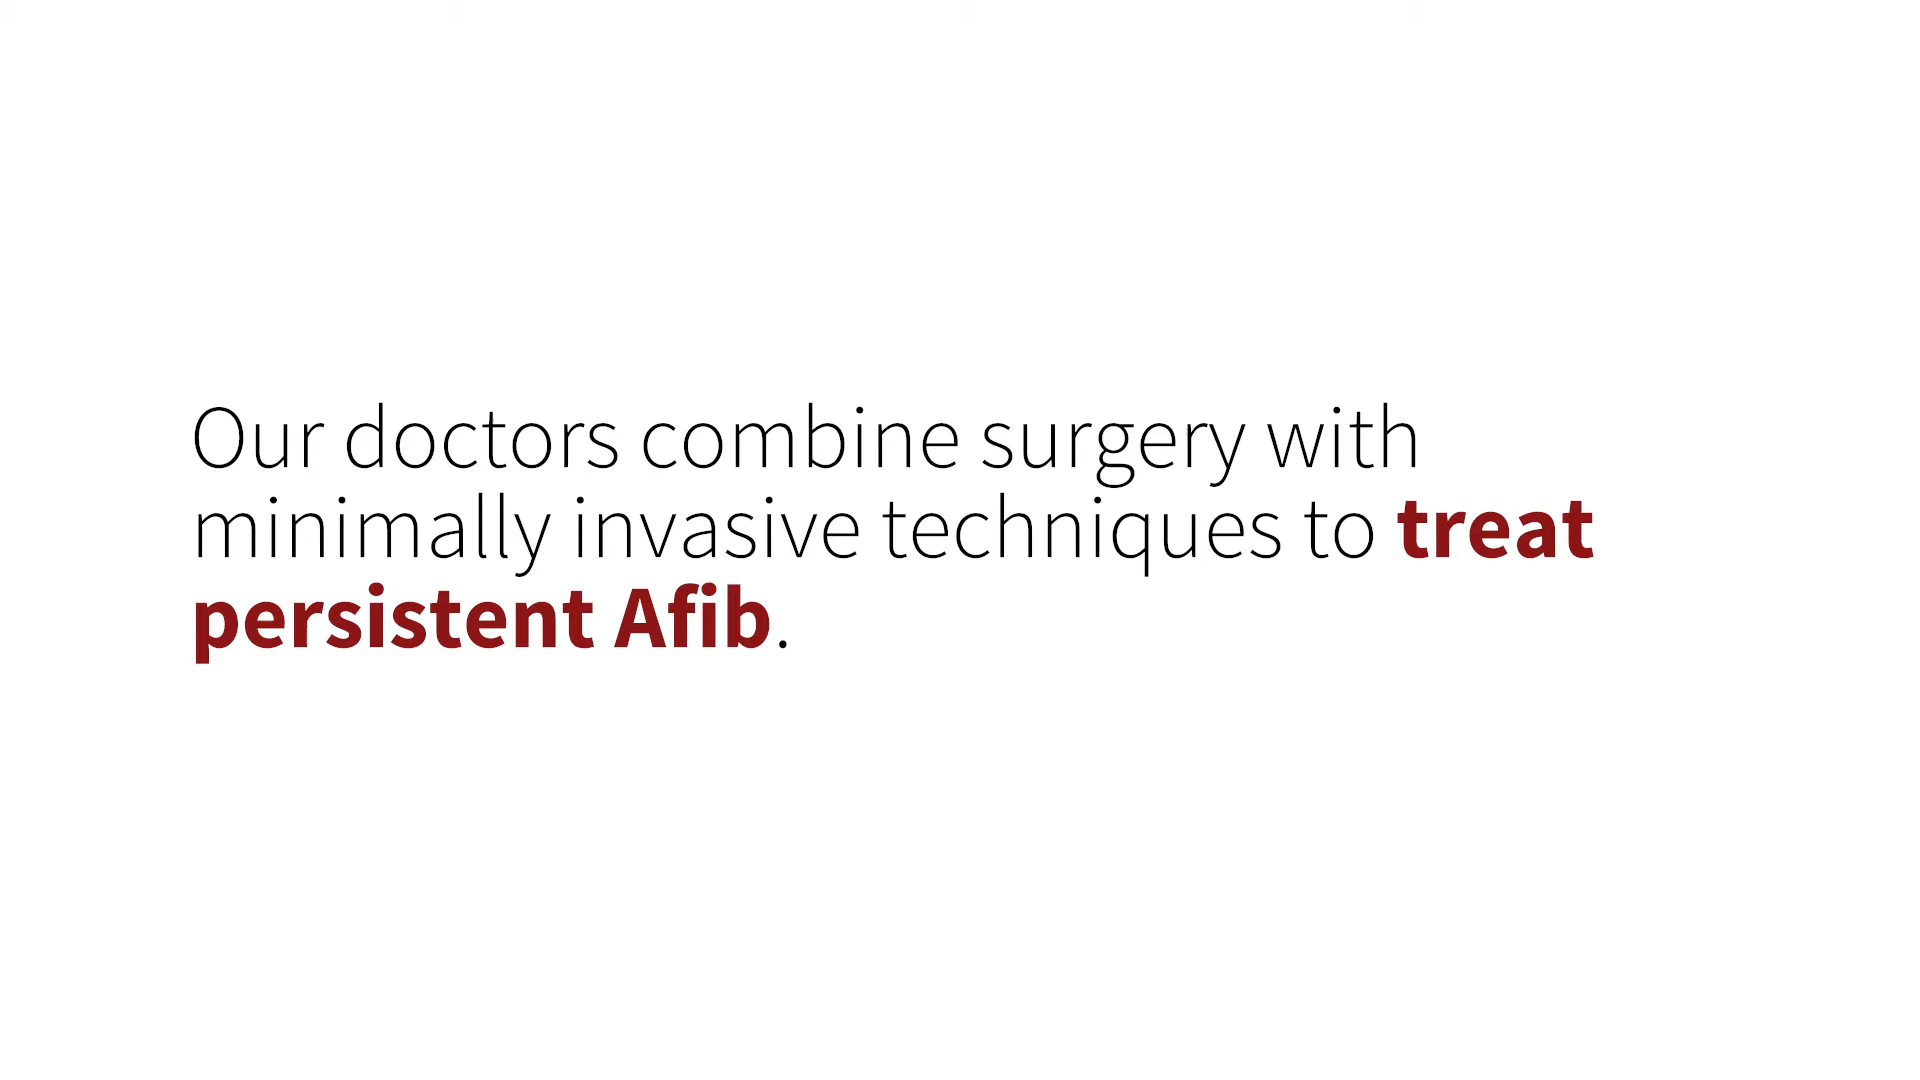 Our doctors combine surgery with
minimally invasive techniques to treat
persistent Afib.